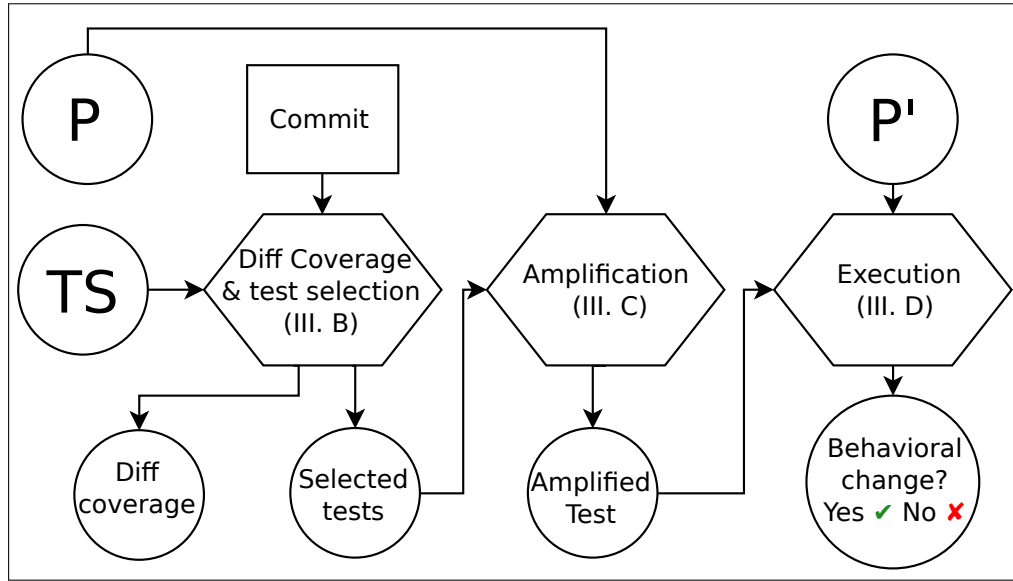 P
Commit
P'
TS
Diff Coverage
& test selection
(III. B)
Amplification
(III. C)
Execution
(III. D)
Diff
coverage
Selected
tests
Amplified
Test
Behavioral
change?
Yes ✔ No ✘